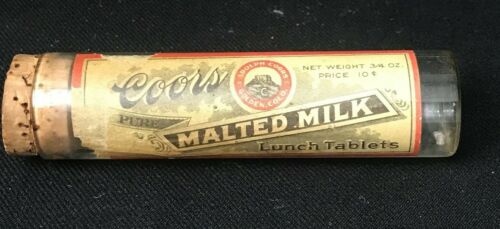 Coors
ADOLPH COORS
C
GOLDEN, COLO.
NET WEIGHT 3/4 OZ.
PRICE 10¢
PURE
MALTED MILK
Lunch Tablets